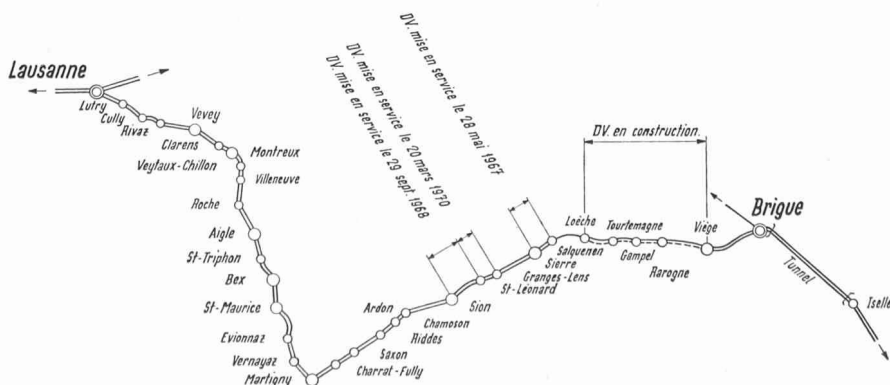 DV. mise en service le 28 mai 1967
DV. mise en service le 20 mars 1970
DV. mise en service le 29 sept. 1968
DV. en construction.
Lausanne
Lutry
Cully
Rivaz
Vevey
Clarens
Montreux
Veytaux-Chillon
Villeneuve
Roche
Aigle
St-Triphon
Bex
St-Maurice
Evionnaz
Vernayaz
Martigny
Charrat-Fully
Saxon
Riddes
Ardon
Chamoson
Sion
St-Léonard
Granges-Lens
Sierre
Salquenen
Loèche
Tourtemagne
Gampel
Rarogne
Viège
Brigue
Tunnel
Iselle